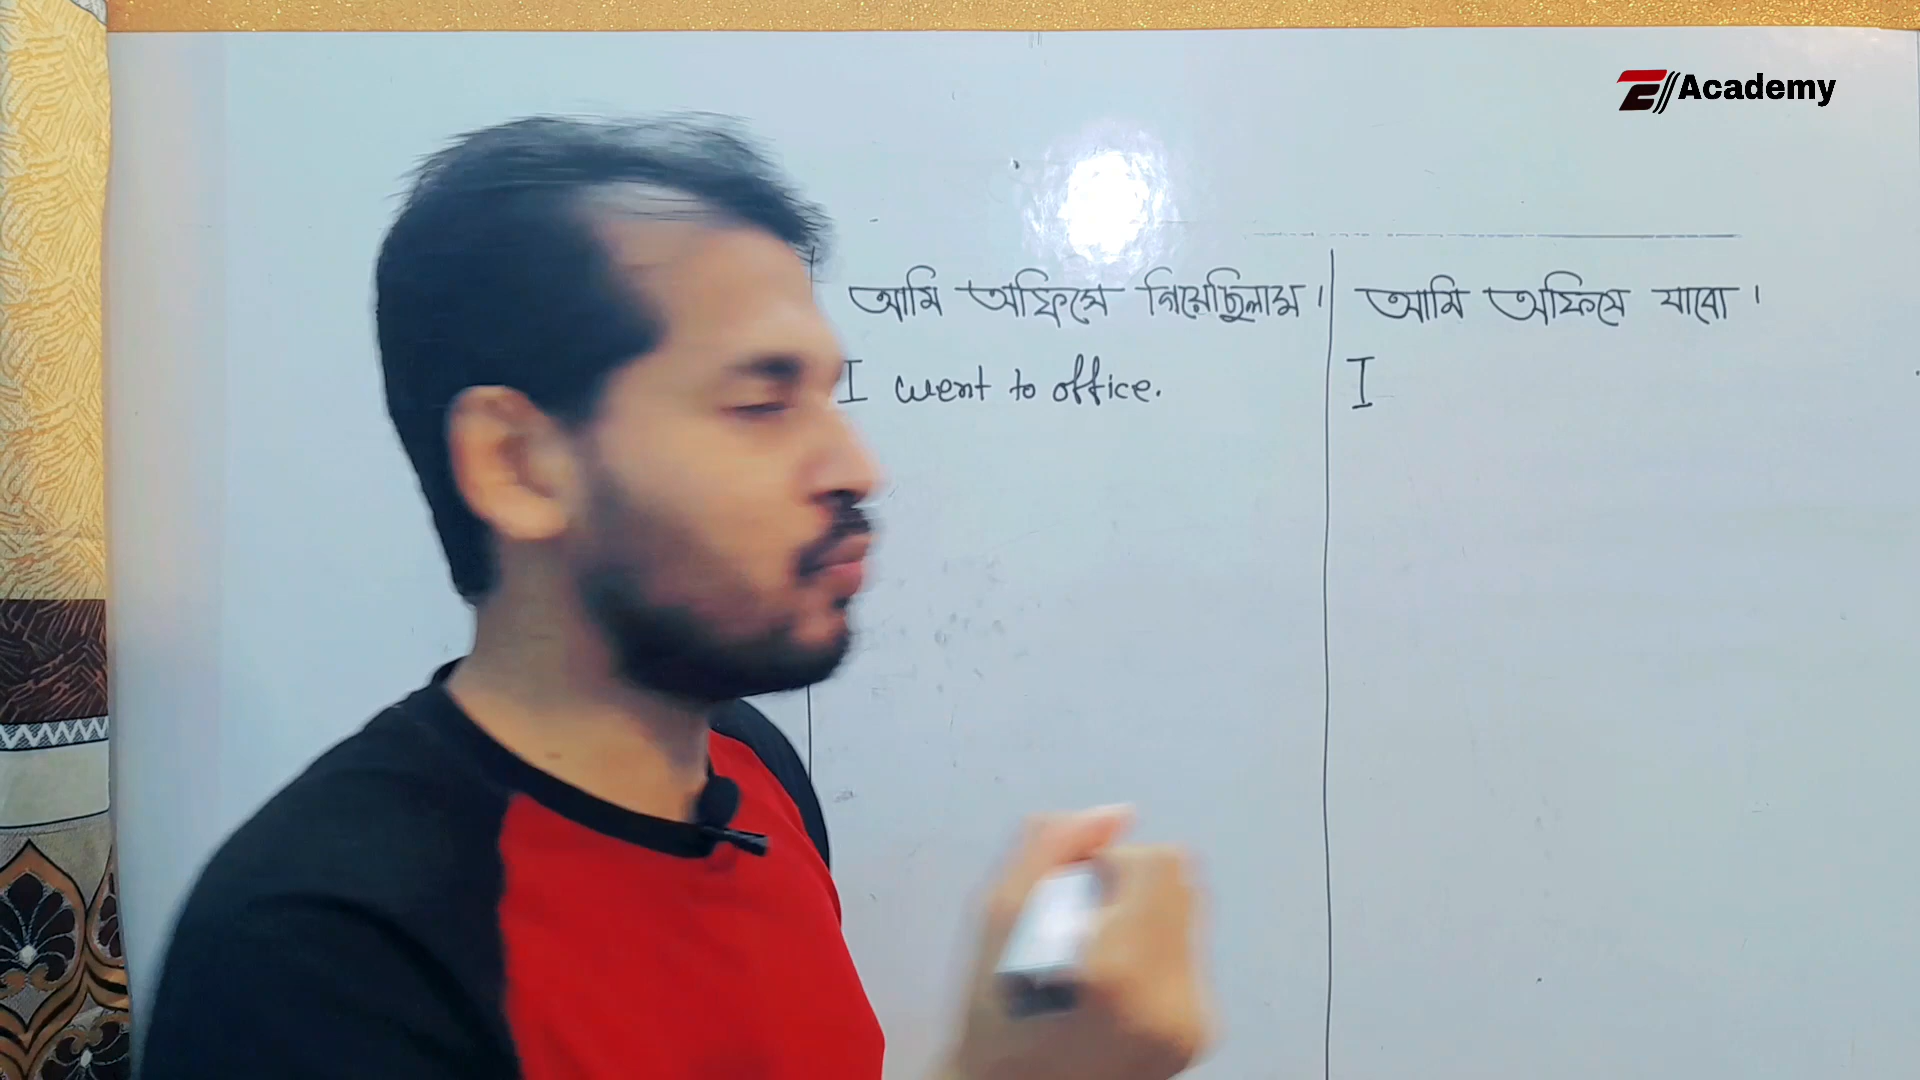 Academy
আমি অফিসে গিয়েছিলাম।
I went to office.
আমি অফিসে যাবো।
I